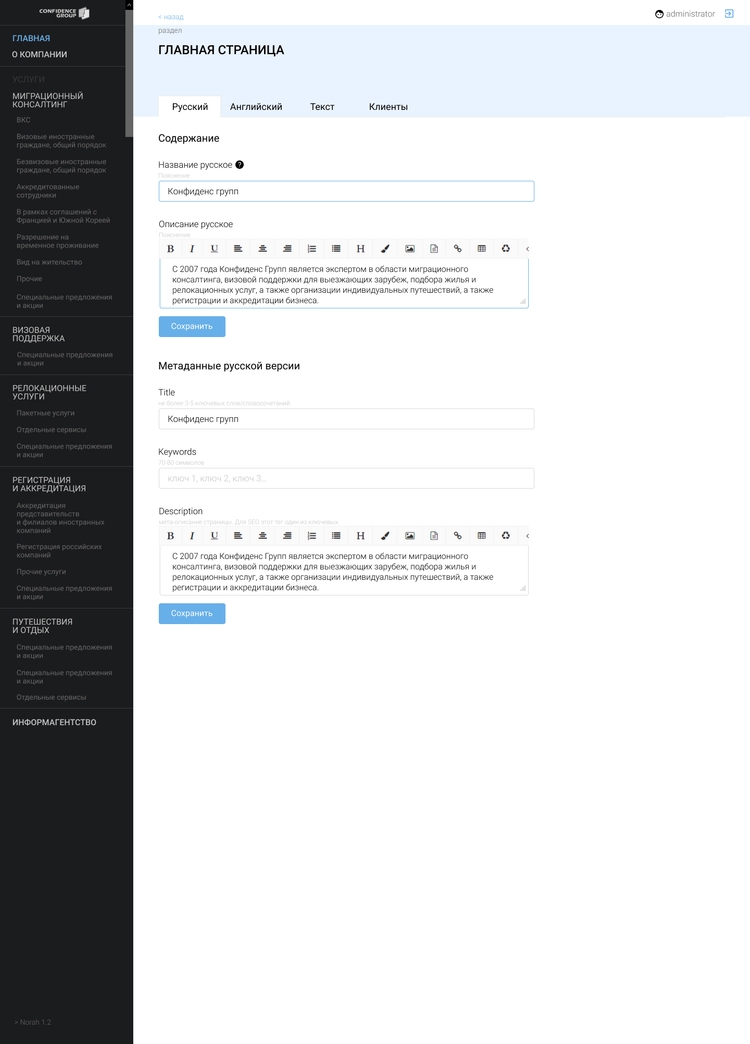 CONFIDENCE
GROUP
ГЛАВНАЯ
О КОМПАНИИ
УСЛУГИ
МИГРАЦИОННЫЙ
КОНСАЛТИНГ
ВКС
Визовые иностранные
граждане, общий порядок
Безвизовые иностранные
граждане, общий порядок
Аккредитованные
сотрудники
В рамках соглашений с
Францией и Южной Кореей
Разрешение на
временное проживание
Вид на жительство
Прочие
Специальные предложения
и акции
ВИЗОВАЯ
ПОДДЕРЖКА
Специальные предложения
и акции
РЕЛОКАЦИОННЫЕ
УСЛУГИ
Пакетные услуги
Отдельные сервисы
Специальные предложения
и акции
РЕГИСТРАЦИЯ
И АККРЕДИТАЦИЯ
Аккредитация
представительств
и филиалов иностранных
компаний
Регистрация российских
компаний
Прочие услуги
Специальные предложения
и акции
ПУТЕШЕСТВИЯ
И ОТДЫХ
Специальные предложения
и акции
Специальные предложения
и акции
Отдельные сервисы
ИНФОРМАГЕНТСТВО
Norah 1.2
< назад
administrator
раздел
ГЛАВНАЯ СТРАНИЦА
Русский Английский Текст Клиенты
Содержание
Название русское ?
Пояснение
Конфиденс групп
Описание русское
Пояснение
B I U H
С 2007 года Конфиденс Групп является экспертом в области миграционного
консалтинга, визовой поддержки для выезжающих зарубеж, подбора жилья и
релокационных услуг, а также организации индивидуальных путешествий, а также
регистрации и аккредитации бизнеса.
Сохранить
Метаданные русской версии
Title
не более 3-5 ключевых слов/словосочетаний
Конфиденс групп
Keywords
70-80 символов
ключ 1, ключ 2, ключ 3...
Description
мета-описание страницы. Для SEO этот тег один из ключевых
B I U H
С 2007 года Конфиденс Групп является экспертом в области миграционного
консалтинга, визовой поддержки для выезжающих зарубеж, подбора жилья и
релокационных услуг, а также организации индивидуальных путешествий, а также
регистрации и аккредитации бизнеса.
Сохранить